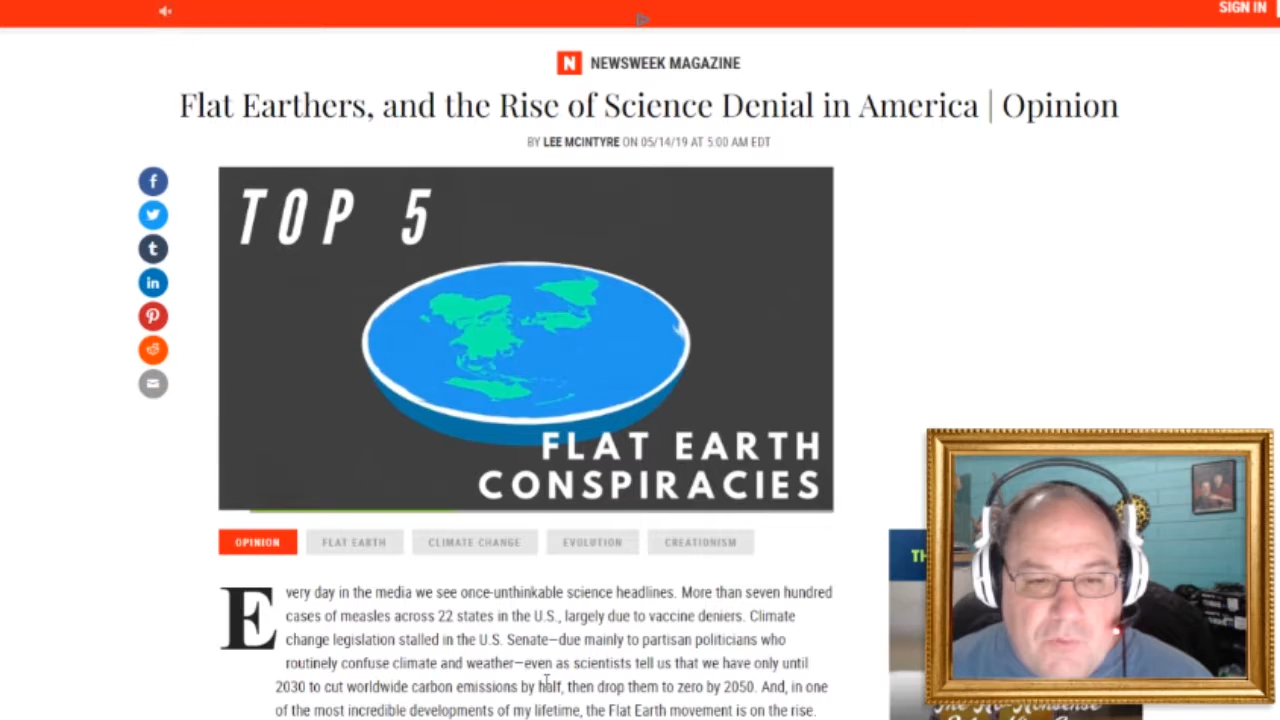 SIGN IN
N NEWSWEEK MAGAZINE
Flat Earthers, and the Rise of Science Denial in America | Opinion
BY LEE MCINTYRE ON 05/14/19 AT 5:00 AM EDT
TOP 5
FLAT EARTH
CONSPIRACIES
OPINION
FLAT EARTH
CLIMATE CHANGE
EVOLUTION
CREATIONISM
Every day in the media we see once-unthinkable science headlines. More than seven hundred
cases of measles across 22 states in the U.S., largely due to vaccine deniers. Climate
change legislation stalled in the U.S. Senate—due mainly to partisan politicians who
routinely confuse climate and weather—even as scientists tell us that we have only until
2030 to cut worldwide carbon emissions by half, then drop them to zero by 2050. And, in one
of the most incredible developments of my lifetime, the Flat Earth movement is on the rise.
TH